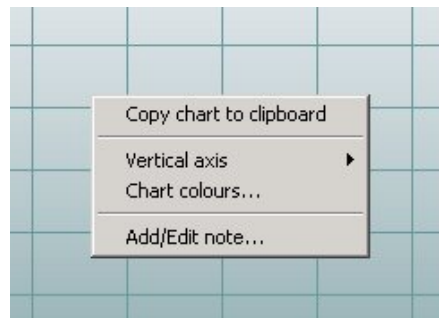 Copy chart to clipboard
Vertical axis
Chart colours...
Add/Edit note...